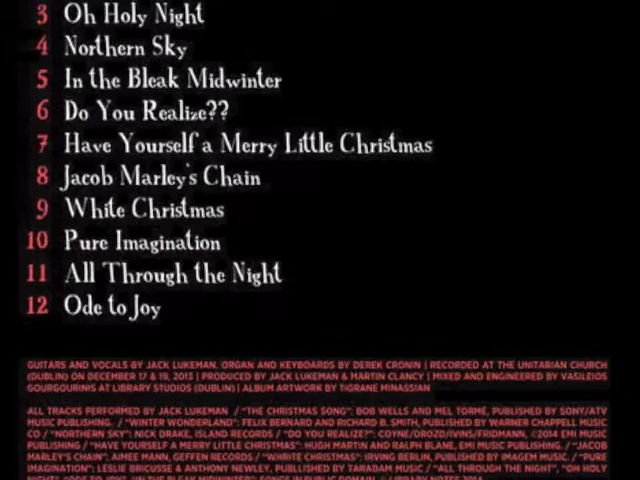 3 Oh Holy Night
4 Northern Sky
5 In the Bleak Midwinter
6 Do You Realize??
7 Have Yourself a Merry Little Christmas
8 Jacob Marley's Chain
9 White Christmas
10 Pure Imagination
11 All Through the Night
12 Ode to Joy
GUITARS AND VOCALS BY JACK LUKEMAN. ORGAN AND KEYBOARDS BY DEREK CRONIN | RECORDED AT THE UNITARIAN CHURCH
(DUBLIN) ON DECEMBER 17 & 19, 2013 | PRODUCED BY JACK LUKEMAN & MARTIN CLANCY | MIXED AND ENGINEERED BY VASILEIOS
GOURGOURINIS AT LIBRARY STUDIOS (DUBLIN) | ALBUM ARTWORK BY TIGRANE MINASSIAN
ALL TRACKS PERFORMED BY JACK LUKEMAN / "THE CHRISTMAS SONG": BOB WELLS AND MEL TORMÉ, PUBLISHED BY SONY/ATV
MUSIC PUBLISHING. / "WINTER WONDERLAND": FELIX BERNARD AND RICHARD B. SMITH, PUBLISHED BY WARNER CHAPPELL MUSIC
CO / "NORTHERN SKY": NICK DRAKE, ISLAND RECORDS / "DO YOU REALIZE?": COYNE/DROZD/IVINS/FRIDMANN, ©2014 EMI MUSIC
PUBLISHING / "HAVE YOURSELF A MERRY LITTLE CHRISTMAS": HUGH MARTIN AND RALPH BLANE, EMI MUSIC PUBLISHING. / "JACOB
MARLEY'S CHAIN": AIMEE MANN, GEFFEN RECORDS / "WHRITE CHRISTMAS": IRVING BERLIN, PUBLISHED BY IMAGEM MUSIC. / "PURE
IMAGINATION": LESLIE BRICUSSE & ANTHONY NEWLEY, PUBLLISHED BY TARADAM MUSIC / "ALL THROUGH THE NIGHT", "OH HOLY